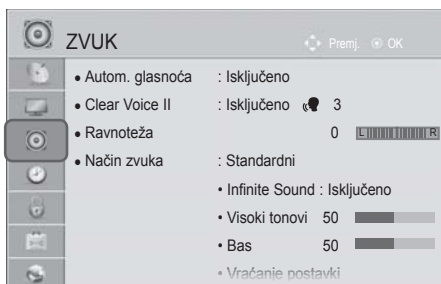 ZVUK Premj. OK
• Autom. glasnoća : Isključeno
• Clear Voice II : Isključeno 3
• Ravnoteža 0 L R
• Način zvuka : Standardni
• Infinite Sound : Isključeno
• Visoki tonovi 50
• Bas 50
• Vraćanje postavki